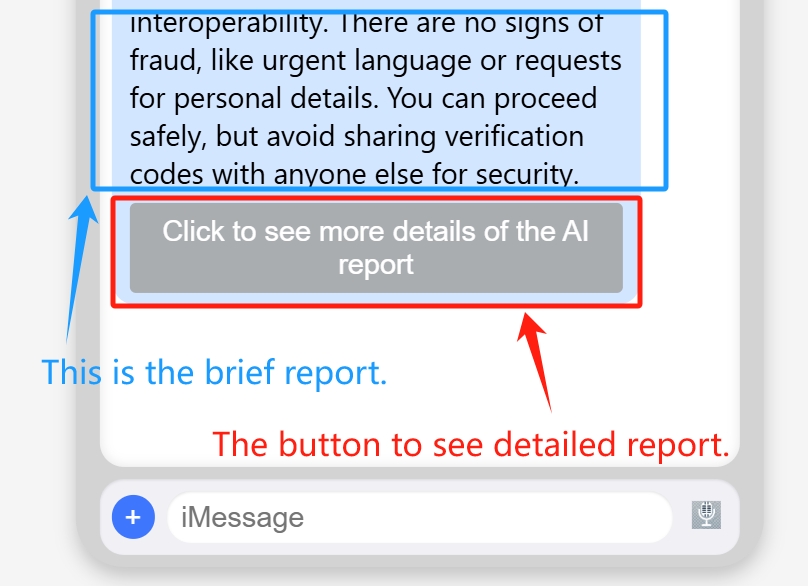 interoperability. There are no signs of
fraud, like urgent language or requests
for personal details. You can proceed
safely, but avoid sharing verification
codes with anyone else for security.
Click to see more details of the AI
report
This is the brief report.
The button to see detailed report.
+
iMessage